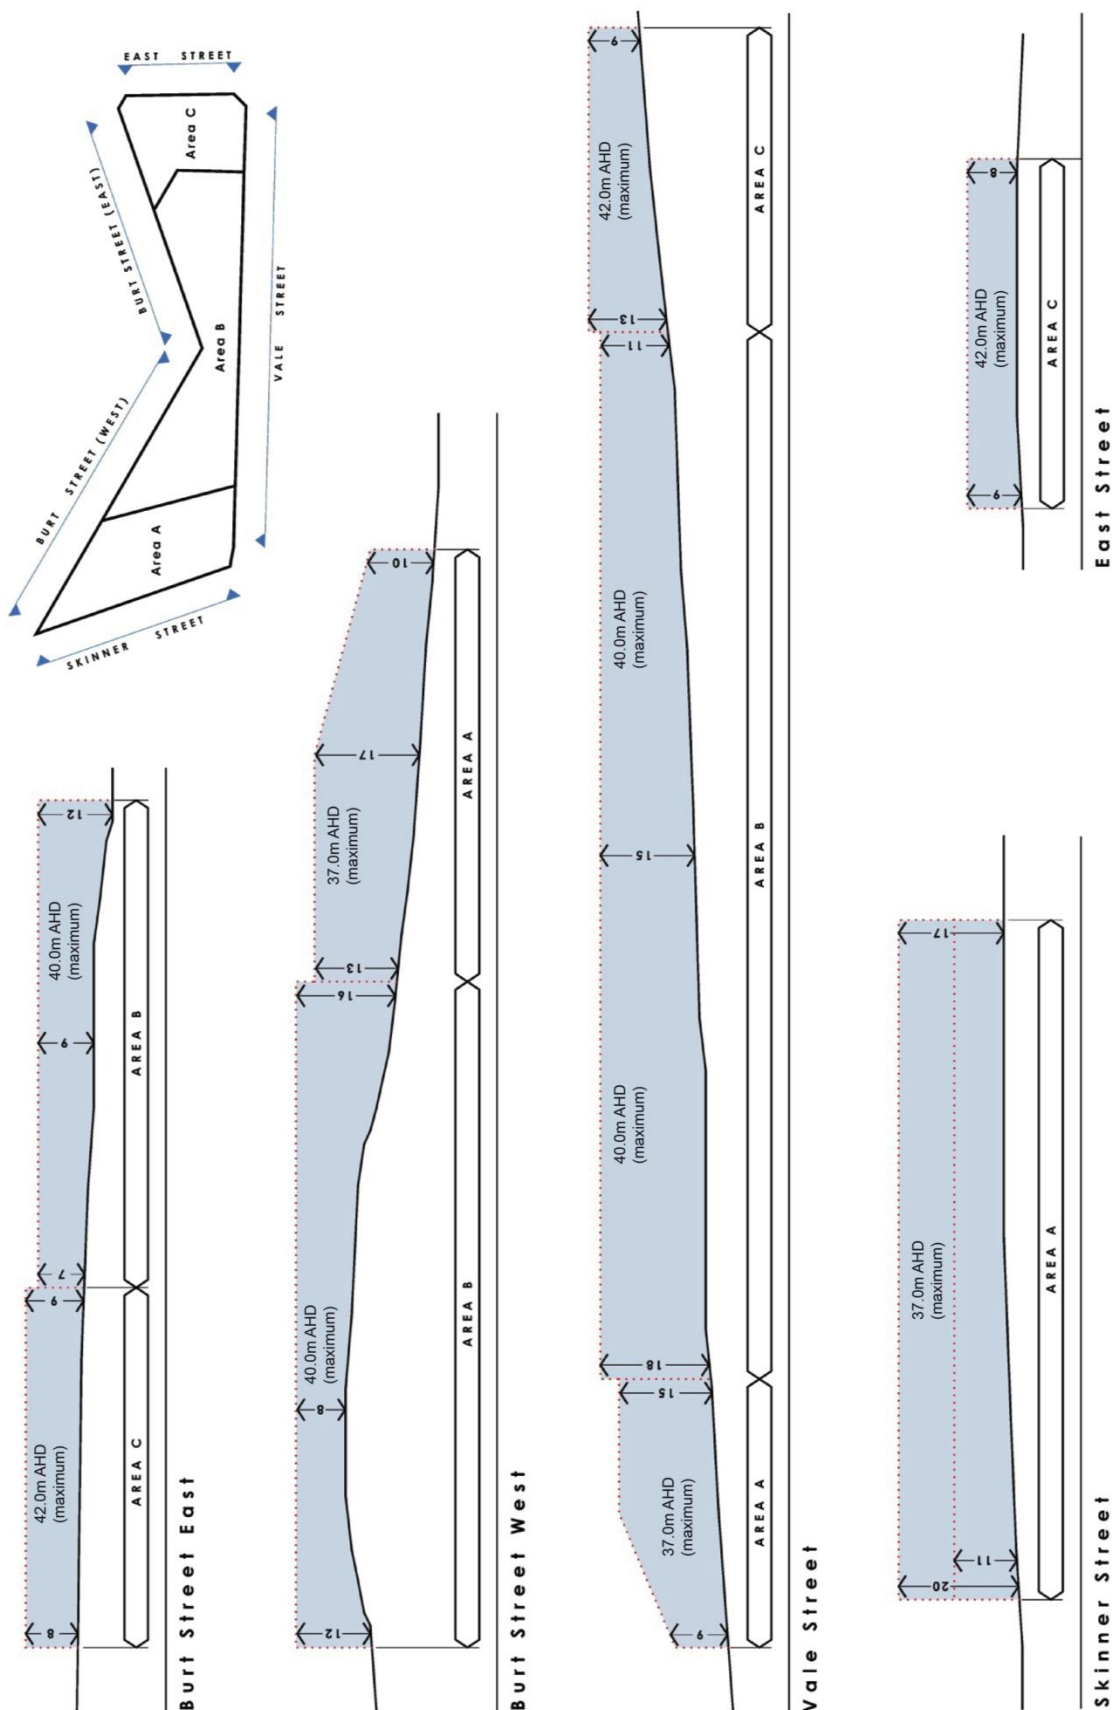 EAST STREET
BURT STREET (EAST)
BURT STREET (WEST)
VALE STREET
SKINNER STREET
Area C
Area B
Area A
8
42.0m AHD
(maximum)
9
7
9
40.0m AHD
(maximum)
12
AREA C
AREA B
Burt Street East
12
8
40.0m AHD
(maximum)
16
13
37.0m AHD
(maximum)
17
10
AREA B
AREA A
Burt Street West
9
37.0m AHD
(maximum)
15
18
40.0m AHD
(maximum)
15
40.0m AHD
(maximum)
11
13
42.0m AHD
(maximum)
9
AREA A
AREA B
AREA C
Vale Street
20
11
37.0m AHD
(maximum)
17
AREA A
Skinner Street
9
42.0m AHD
(maximum)
8
AREA C
East Street